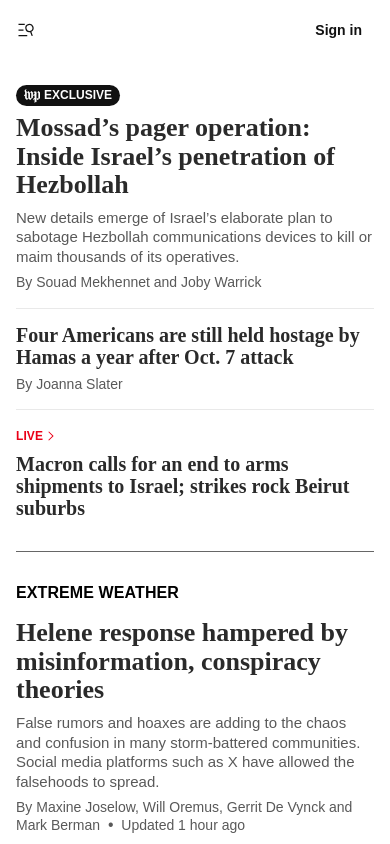 Sign in
wp EXCLUSIVE
Mossad’s pager operation:
Inside Israel’s penetration of
Hezbollah
New details emerge of Israel’s elaborate plan to
sabotage Hezbollah communications devices to kill or
maim thousands of its operatives.
By Souad Mekhennet and Joby Warrick
Four Americans are still held hostage by
Hamas a year after Oct. 7 attack
By Joanna Slater
LIVE
Macron calls for an end to arms
shipments to Israel; strikes rock Beirut
suburbs
EXTREME WEATHER
Helene response hampered by
misinformation, conspiracy
theories
False rumors and hoaxes are adding to the chaos
and confusion in many storm-battered communities.
Social media platforms such as X have allowed the
falsehoods to spread.
By Maxine Joselow, Will Oremus, Gerrit De Vynck and
Mark Berman • Updated 1 hour ago